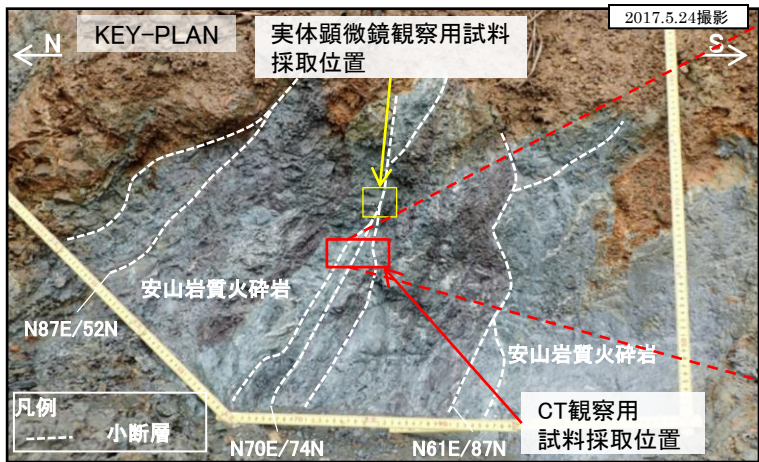 2017.5.24撮影
N
KEY-PLAN
実体顕微鏡観察用試料
採取位置
S
安山岩質火砕岩
N87E/52N
安山岩質火砕岩
凡例
小断層
N70E/74N
N61E/87N
CT観察用
試料採取位置